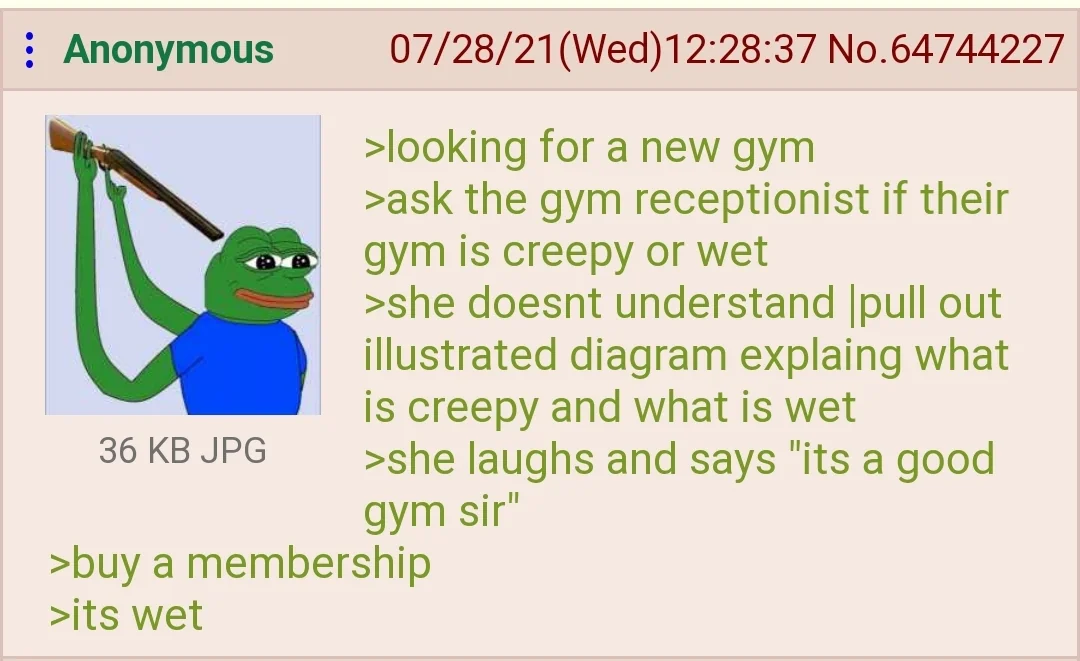 Anonymous 07/28/21(Wed)12:28:37 No.64744227
>looking for a new gym
>ask the gym receptionist if their
gym is creepy or wet
>she doesnt understand |pull out
illustrated diagram explaing what
is creepy and what is wet
>she laughs and says "its a good
gym sir"
36 KB JPG
>buy a membership
>its wet